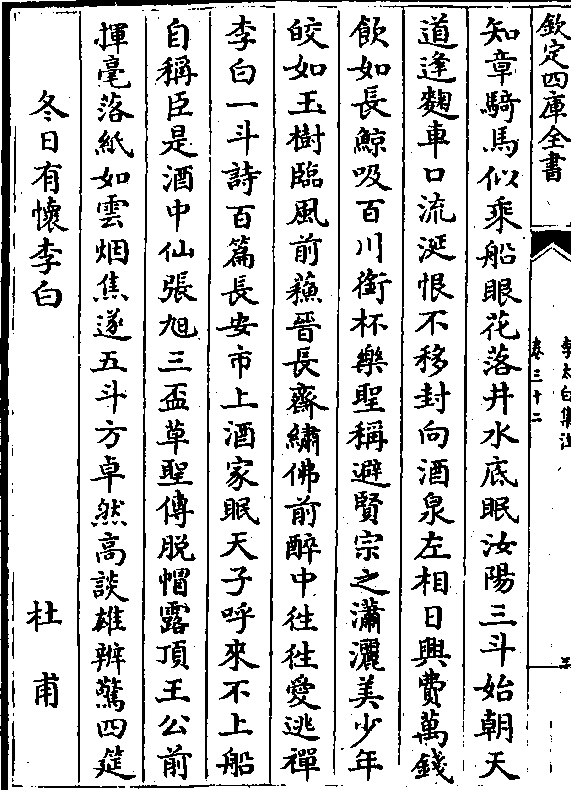 欽定四庫全書
李太白集注
卷三十二
知章騎馬似乘船眼花落井水底眠汝陽三斗始朝天
道逢麴車口流涎恨不移封向酒泉左相日興費萬錢
飲如長鯨吸百川銜杯樂聖稱避賢宗之瀟灑美少年
皎如玉樹臨風前蘓晉長齋繡佛前醉中往往愛逃禪
李白一斗詩百篇長安市上酒家眠天子呼來不上船
自稱臣是酒中仙張旭三盃草聖傳脱帽露頂王公前
揮毫落紙如雲烟焦遂五斗方卓然高談雄辨驚四筵
冬日有懷李白 杜甫